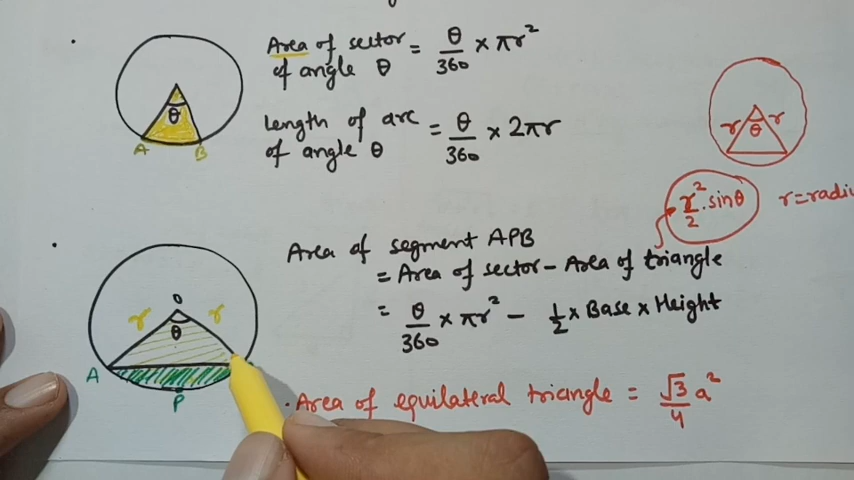 Area of sector of angle θ = θ/360 × πr²
θ
A B
Length of arc of angle θ = θ/360 × 2πr
r r
θ
r²/2 . sinθ
r = radiu
Area of segment APB
= Area of sector - Area of triangle
= θ/360 × πr² - 1/2 × Base × Height
O
r r
θ
A
P
. Area of equilateral triangle = √3/4 a²